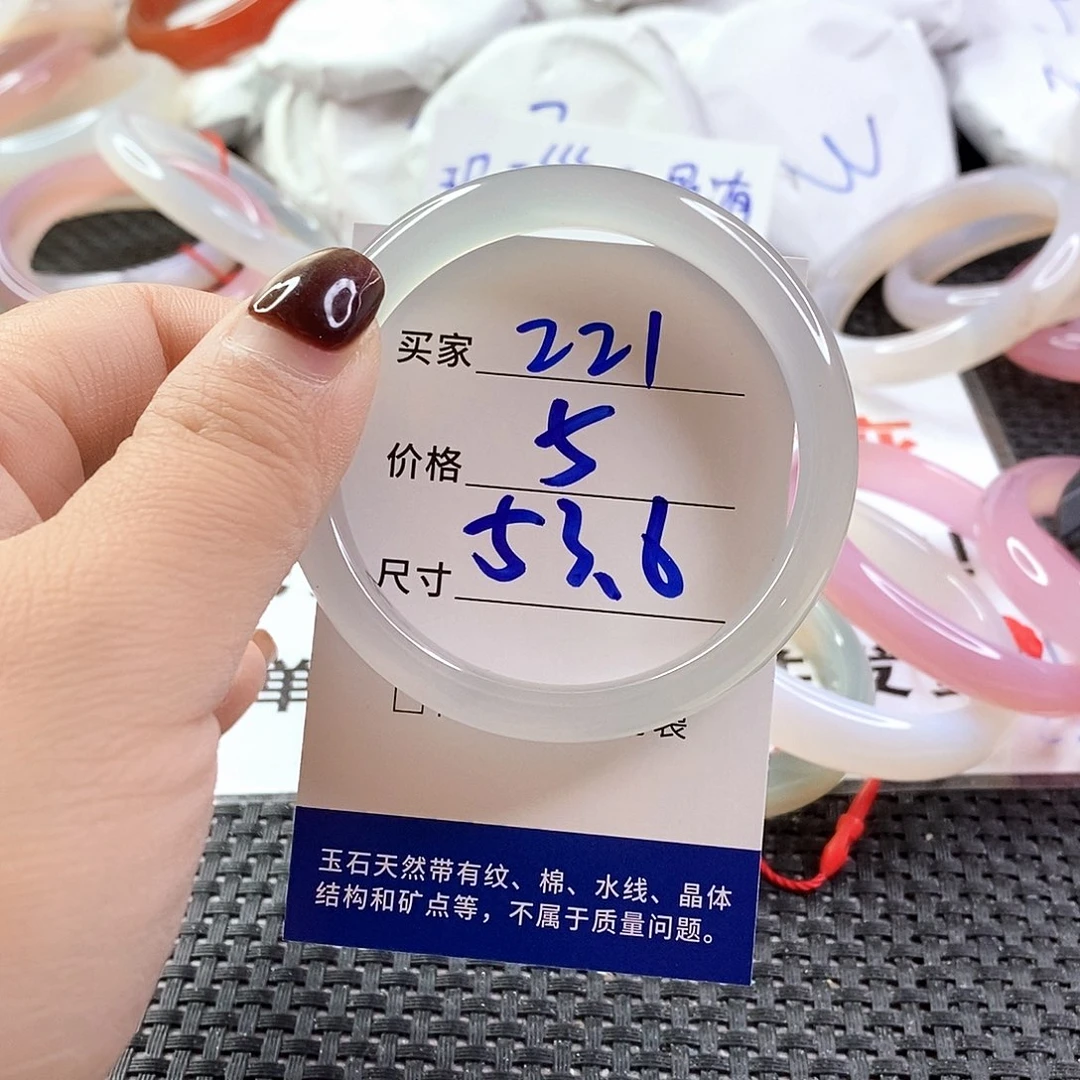 买家 221
价格 5
尺寸 53.6
玉石天然带有纹、棉、水线、晶体
结构和矿点等，不属于质量问题。